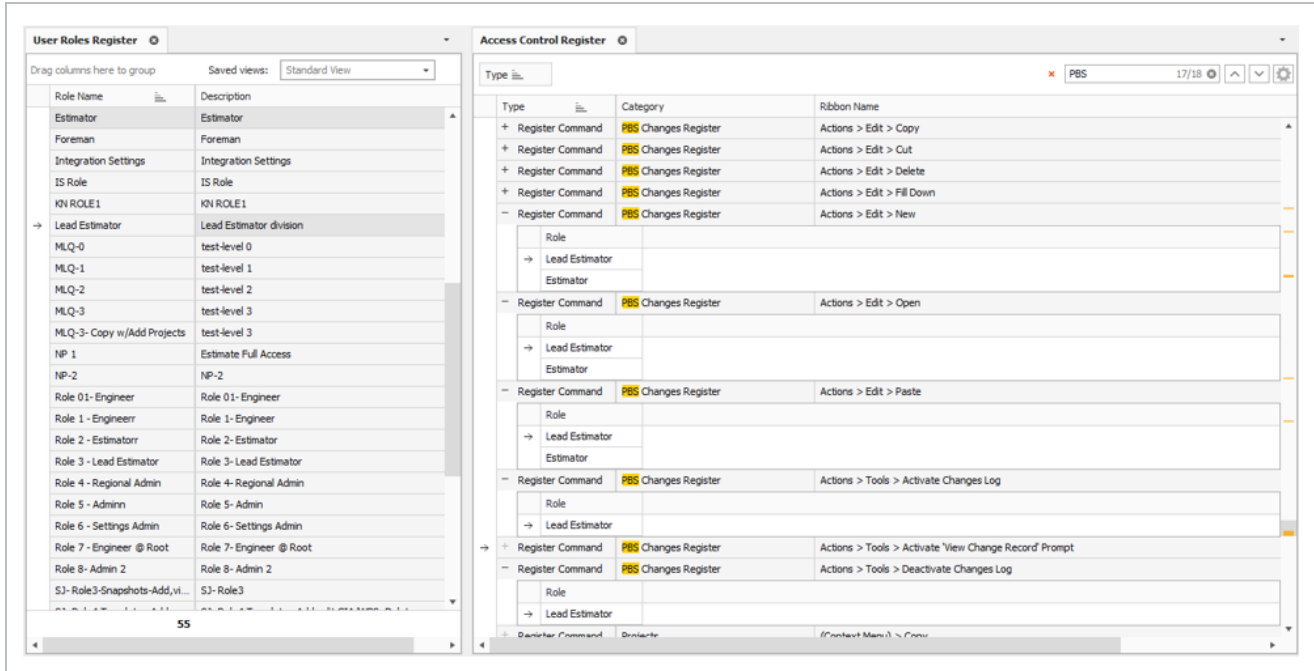 User Roles Register
Drag columns here to group Saved views: Standard View
Role Name Description
Estimator Estimator
Foreman Foreman
Integration Settings Integration Settings
IS Role IS Role
KN ROLE1 KN ROLE1
Lead Estimator Lead Estimator division
MLQ-0 test-level 0
MLQ-1 test-level 1
MLQ-2 test-level 2
MLQ-3 test-level 3
MLQ-3- Copy w/Add Projects test-level 3
NP 1 Estimate Full Access
NP-2 NP-2
Role 01- Engineer Role 01- Engineer
Role 1 - Engineerr Role 1- Engineer
Role 2 - Estimatorr Role 2- Estimator
Role 3 - Lead Estimator Role 3- Lead Estimator
Role 4 - Regional Admin Role 4- Regional Admin
Role 5 - Adminn Role 5- Admin
Role 6 - Settings Admin Role 6- Settings Admin
Role 7 - Engineer @ Root Role 7- Engineer @ Root
Role 8- Admin 2 Role 8- Admin 2
SJ- Role3-Snapshots-Add,vi... SJ- Role3
55
Access Control Register
Type PBS 17/18
Type Category Ribbon Name
+ Register Command PBS Changes Register Actions > Edit > Copy
+ Register Command PBS Changes Register Actions > Edit > Cut
+ Register Command PBS Changes Register Actions > Edit > Delete
+ Register Command PBS Changes Register Actions > Edit > Fill Down
− Register Command PBS Changes Register Actions > Edit > New
Role
→ Lead Estimator
Estimator
− Register Command PBS Changes Register Actions > Edit > Open
Role
→ Lead Estimator
Estimator
− Register Command PBS Changes Register Actions > Edit > Paste
Role
→ Lead Estimator
Estimator
− Register Command PBS Changes Register Actions > Tools > Activate Changes Log
Role
→ Lead Estimator
→ + Register Command PBS Changes Register Actions > Tools > Activate 'View Change Record' Prompt
− Register Command PBS Changes Register Actions > Tools > Deactivate Changes Log
Role
→ Lead Estimator
+ Register Command Projects (Context Menu) > Copy